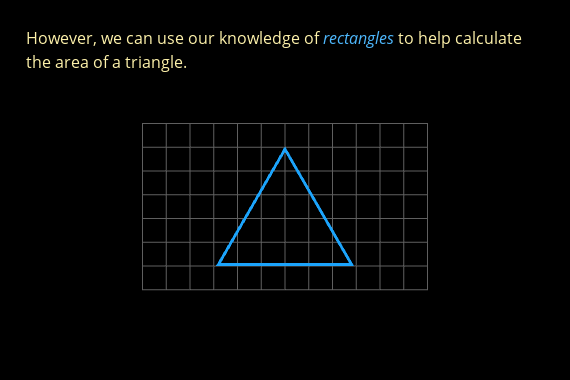 However, we can use our knowledge of rectangles to help calculate
the area of a triangle.